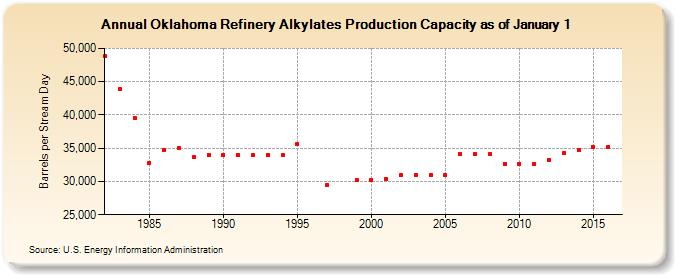 Annual Oklahoma Refinery Alkylates Production Capacity as of January 1
Barrels per Stream Day
50,000
45,000
40,000
35,000
30,000
25,000
1985 1990 1995 2000 2005 2010 2015
Source: U.S. Energy Information Administration